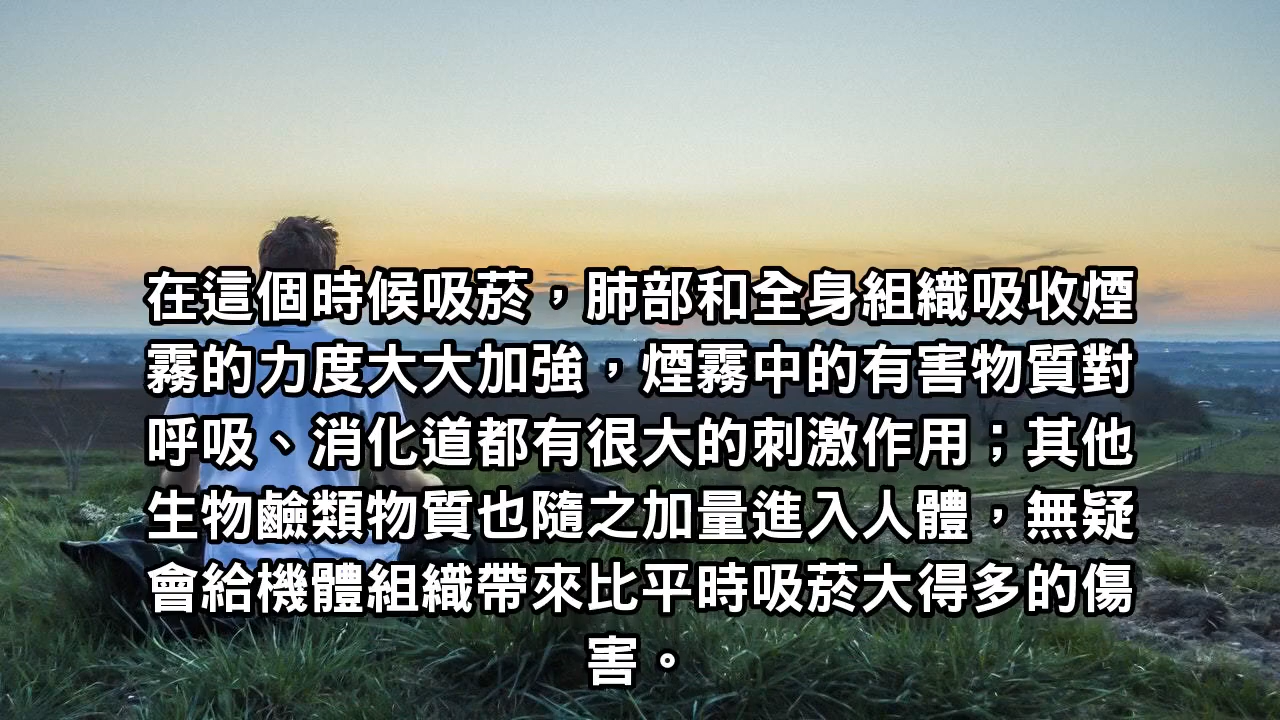 在這個時候吸菸，肺部和全身組織吸收煙
霧的力度大大加強，煙霧中的有害物質對
呼吸、消化道都有很大的刺激作用；其他
生物鹼類物質也隨之加量進入人體，無疑
會給機體組織帶來比平時吸菸大得多的傷
害。